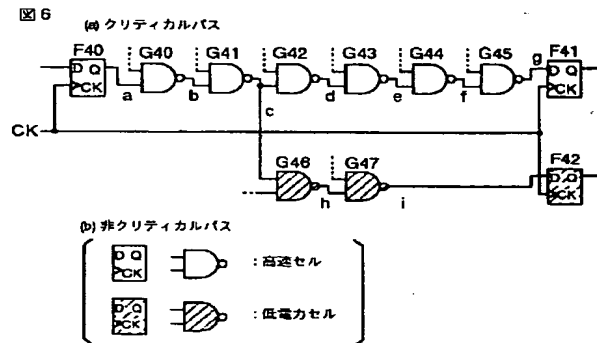 図6
(a) クリティカルパス
F40 G40 G41 G42 G43 G44 G45 g F41
D Q D Q
CK a b c d e f CK
CK
G46 G47 F42
D Q
CK
h i
(b) 非クリティカルパス
D Q
CK
:高速セル
D Q
CK
:低電力セル